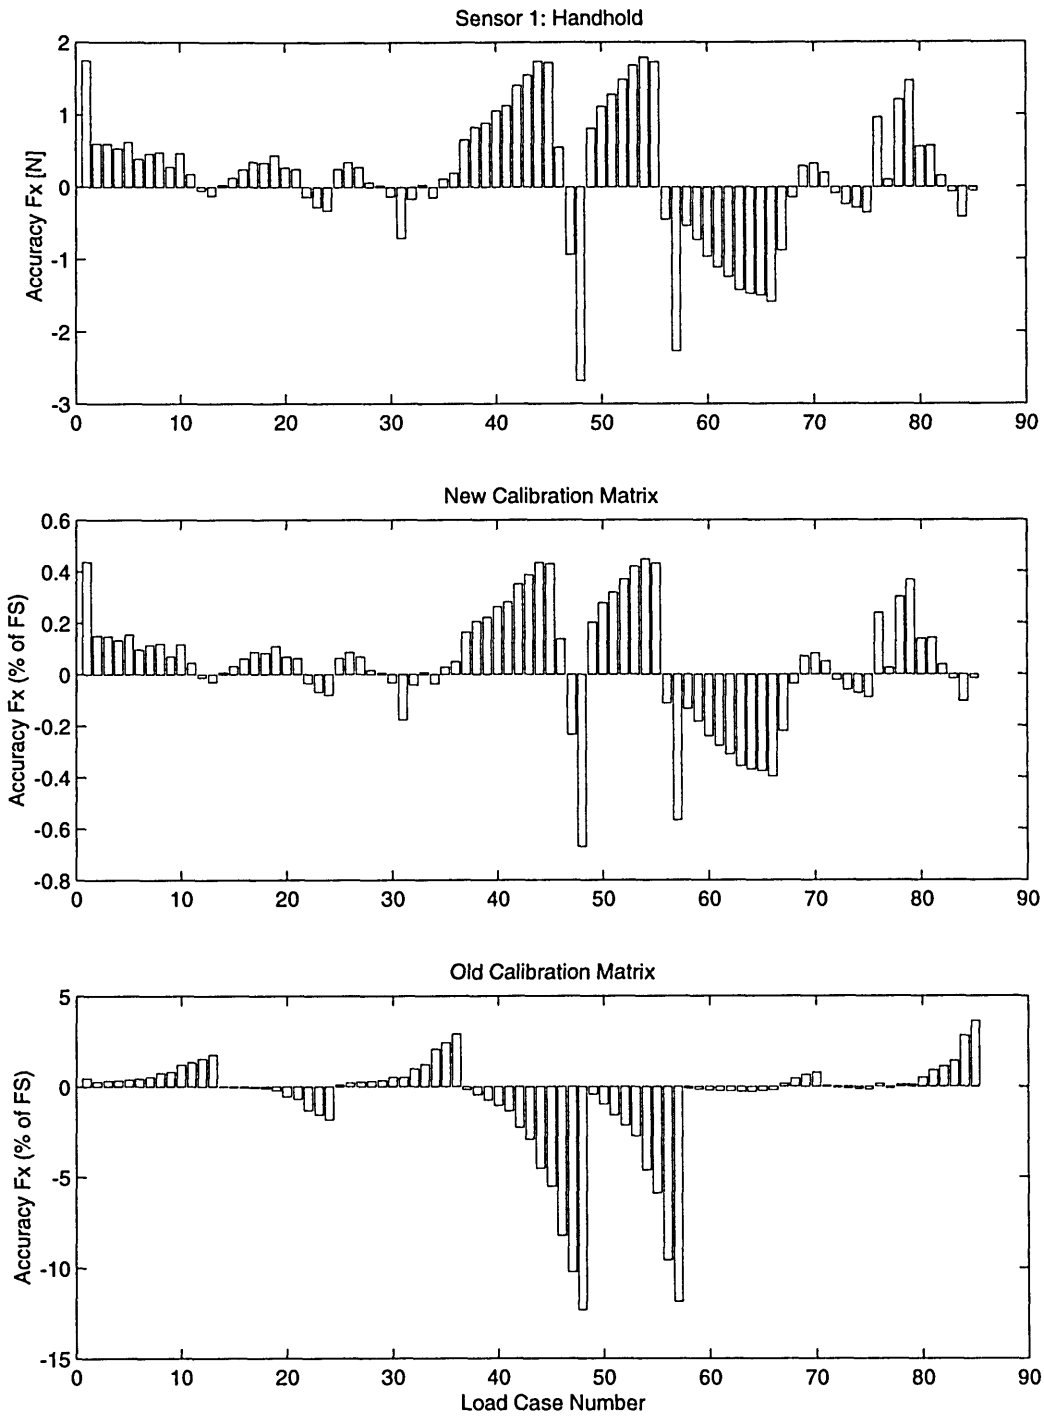 Sensor 1: Handhold
2
1
0
-1
-2
-3
Accuracy Fx [N]
0 10 20 30 40 50 60 70 80 90
New Calibration Matrix
0.6
0.4
0.2
0
-0.2
-0.4
-0.6
-0.8
Accuracy Fx (% of FS)
0 10 20 30 40 50 60 70 80 90
Old Calibration Matrix
5
0
-5
-10
-15
Accuracy Fx (% of FS)
0 10 20 30 40 50 60 70 80 90
Load Case Number